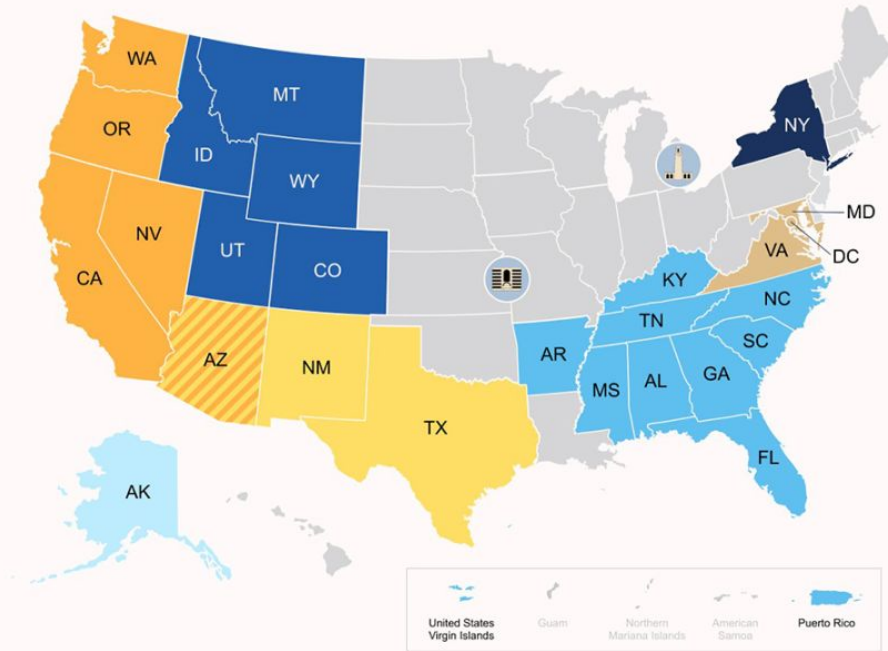 WA
MT
OR
ID
WY
NY
NV
UT
CO
CA
MD
VA
DC
KY
NC
TN
SC
AZ
NM
AR
MS
AL
GA
TX
FL
AK
United States
Virgin Islands
Guam
Northern
Mariana Islands
American
Samoa
Puerto Rico